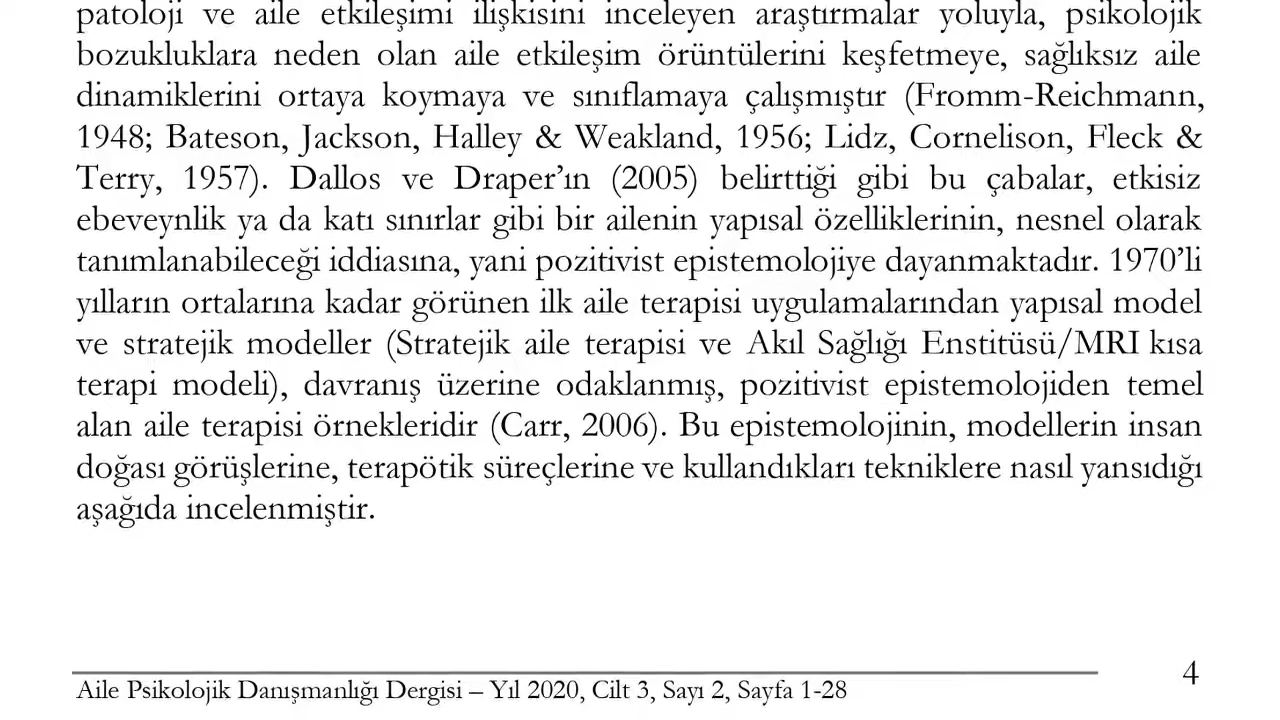 patoloji ve aile etkileşimi ilişkisini inceleyen araştırmalar yoluyla, psikolojik
bozukluklara neden olan aile etkileşim örüntülerini keşfetmeye, sağlıksız aile
dinamiklerini ortaya koymaya ve sınıflamaya çalışmıştır (Fromm-Reichmann,
1948; Bateson, Jackson, Halley & Weakland, 1956; Lidz, Cornelison, Fleck &
Terry, 1957). Dallos ve Draper’ın (2005) belirttiği gibi bu çabalar, etkisiz
ebeveynlik ya da katı sınırlar gibi bir ailenin yapısal özelliklerinin, nesnel olarak
tanımlanabileceği iddiasına, yani pozitivist epistemolojiye dayanmaktadır. 1970’li
yılların ortalarına kadar görünen ilk aile terapisi uygulamalarından yapısal model
ve stratejik modeller (Stratejik aile terapisi ve Akıl Sağlığı Enstitüsü/MRI kısa
terapi modeli), davranış üzerine odaklanmış, pozitivist epistemolojiden temel
alan aile terapisi örnekleridir (Carr, 2006). Bu epistemolojinin, modellerin insan
doğası görüşlerine, terapötik süreçlerine ve kullandıkları tekniklere nasıl yansıdığı
aşağıda incelenmiştir.
4
Aile Psikolojik Danışmanlığı Dergisi – Yıl 2020, Cilt 3, Sayı 2, Sayfa 1-28